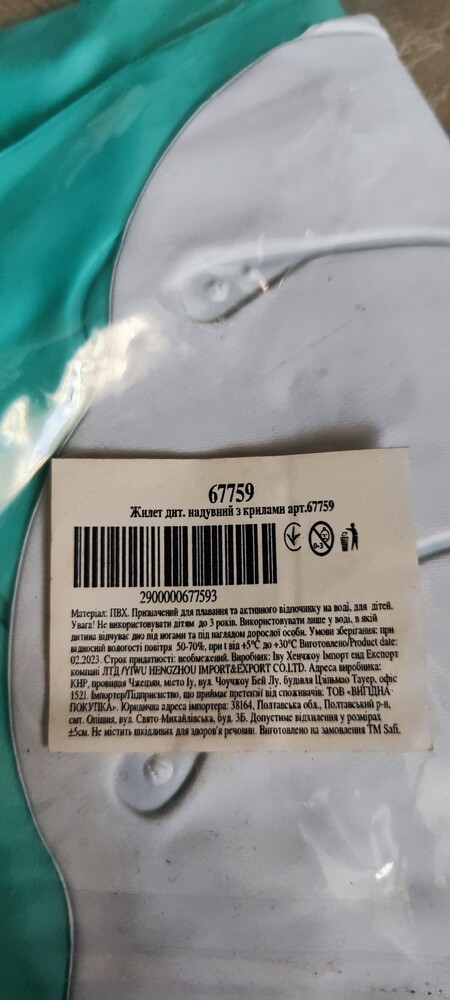 67759
Жилет дит. надувний з крилами арт.67759
0-3
2900000677593
Матеріал: ПВХ. Призначений для плавання та активного відпочинку на воді, для дітей.
Увага! Не використовувати дітям до 3 років. Використовувати лише у воді, в якій
дитина відчуває дно під ногами та під наглядом дорослої особи. Умови зберігання: при
відносній вологості повітря 50-70%, при t від +5°С до +30°С Виготовлено/Product date:
02.2023. Строк придатності: необмежений. Виробник: Іву Хенчжоу Імпорт енд Експорт
компані ЛТД /YIWU HENGZHOU IMPORT&EXPORT CO.LTD. Адреса виробника:
КНР, провінція Чжецзян, місто Іу, вул. Чоучжоу Бей Лу, будівля Цзіньмао Тауер, офіс
1521. Імпортер/Підприємство, що приймає претензії від споживачів: ТОВ «ВИГІДНА
ПОКУПКА». Юридична адреса імпортера: 38164, Полтавська обл., Полтавський р-н,
смт. Опішня, вул. Свято-Михайлівська, буд. 3Б. Допустиме відхилення у розмірах
±5см. Не містить шкідливих для здоров'я речовин. Виготовлено на замовлення ТМ Safi.